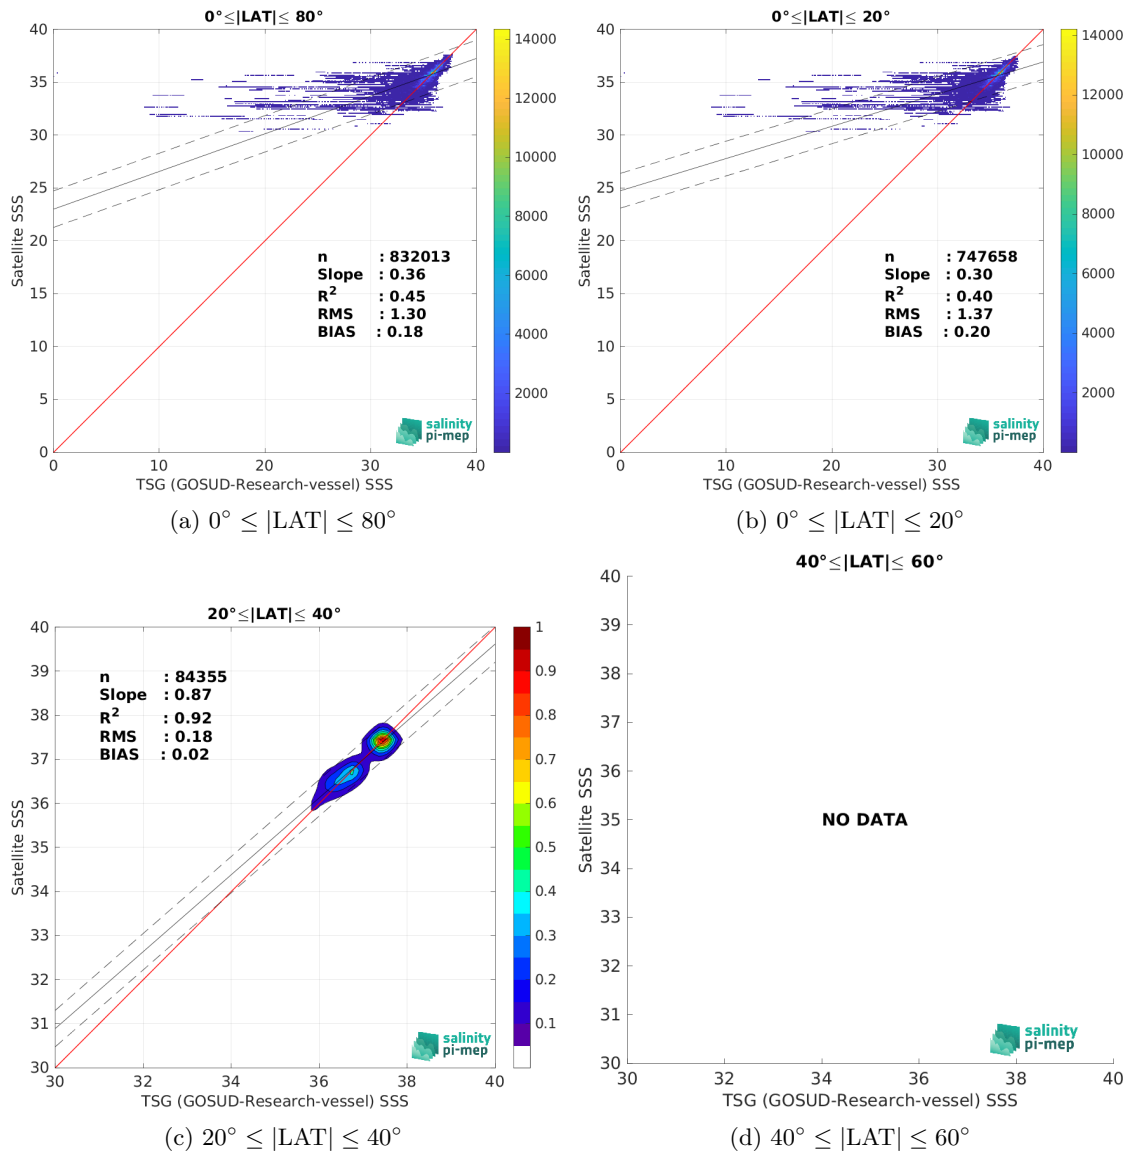 0°≤|LAT|≤ 80°
40
35
30
25
20
15
10
5
0
Satellite SSS
n : 832013
Slope : 0.36
R² : 0.45
RMS : 1.30
BIAS : 0.18
salinity
pi-mep
0 10 20 30 40
TSG (GOSUD-Research-vessel) SSS
14000
12000
10000
8000
6000
4000
2000
(a) 0° ≤ |LAT| ≤ 80°
0°≤|LAT|≤ 20°
40
35
30
25
20
15
10
5
0
Satellite SSS
n : 747658
Slope : 0.30
R² : 0.40
RMS : 1.37
BIAS : 0.20
salinity
pi-mep
0 10 20 30 40
TSG (GOSUD-Research-vessel) SSS
14000
12000
10000
8000
6000
4000
2000
(b) 0° ≤ |LAT| ≤ 20°
20°≤|LAT|≤ 40°
40
39
38
37
36
35
34
33
32
31
30
Satellite SSS
n : 84355
Slope : 0.87
R² : 0.92
RMS : 0.18
BIAS : 0.02
salinity
pi-mep
30 32 34 36 38 40
TSG (GOSUD-Research-vessel) SSS
1
0.9
0.8
0.7
0.6
0.5
0.4
0.3
0.2
0.1
(c) 20° ≤ |LAT| ≤ 40°
40°≤|LAT|≤ 60°
40
39
38
37
36
35
34
33
32
31
30
Satellite SSS
NO DATA
salinity
pi-mep
30 32 34 36 38 40
TSG (GOSUD-Research-vessel) SSS
(d) 40° ≤ |LAT| ≤ 60°